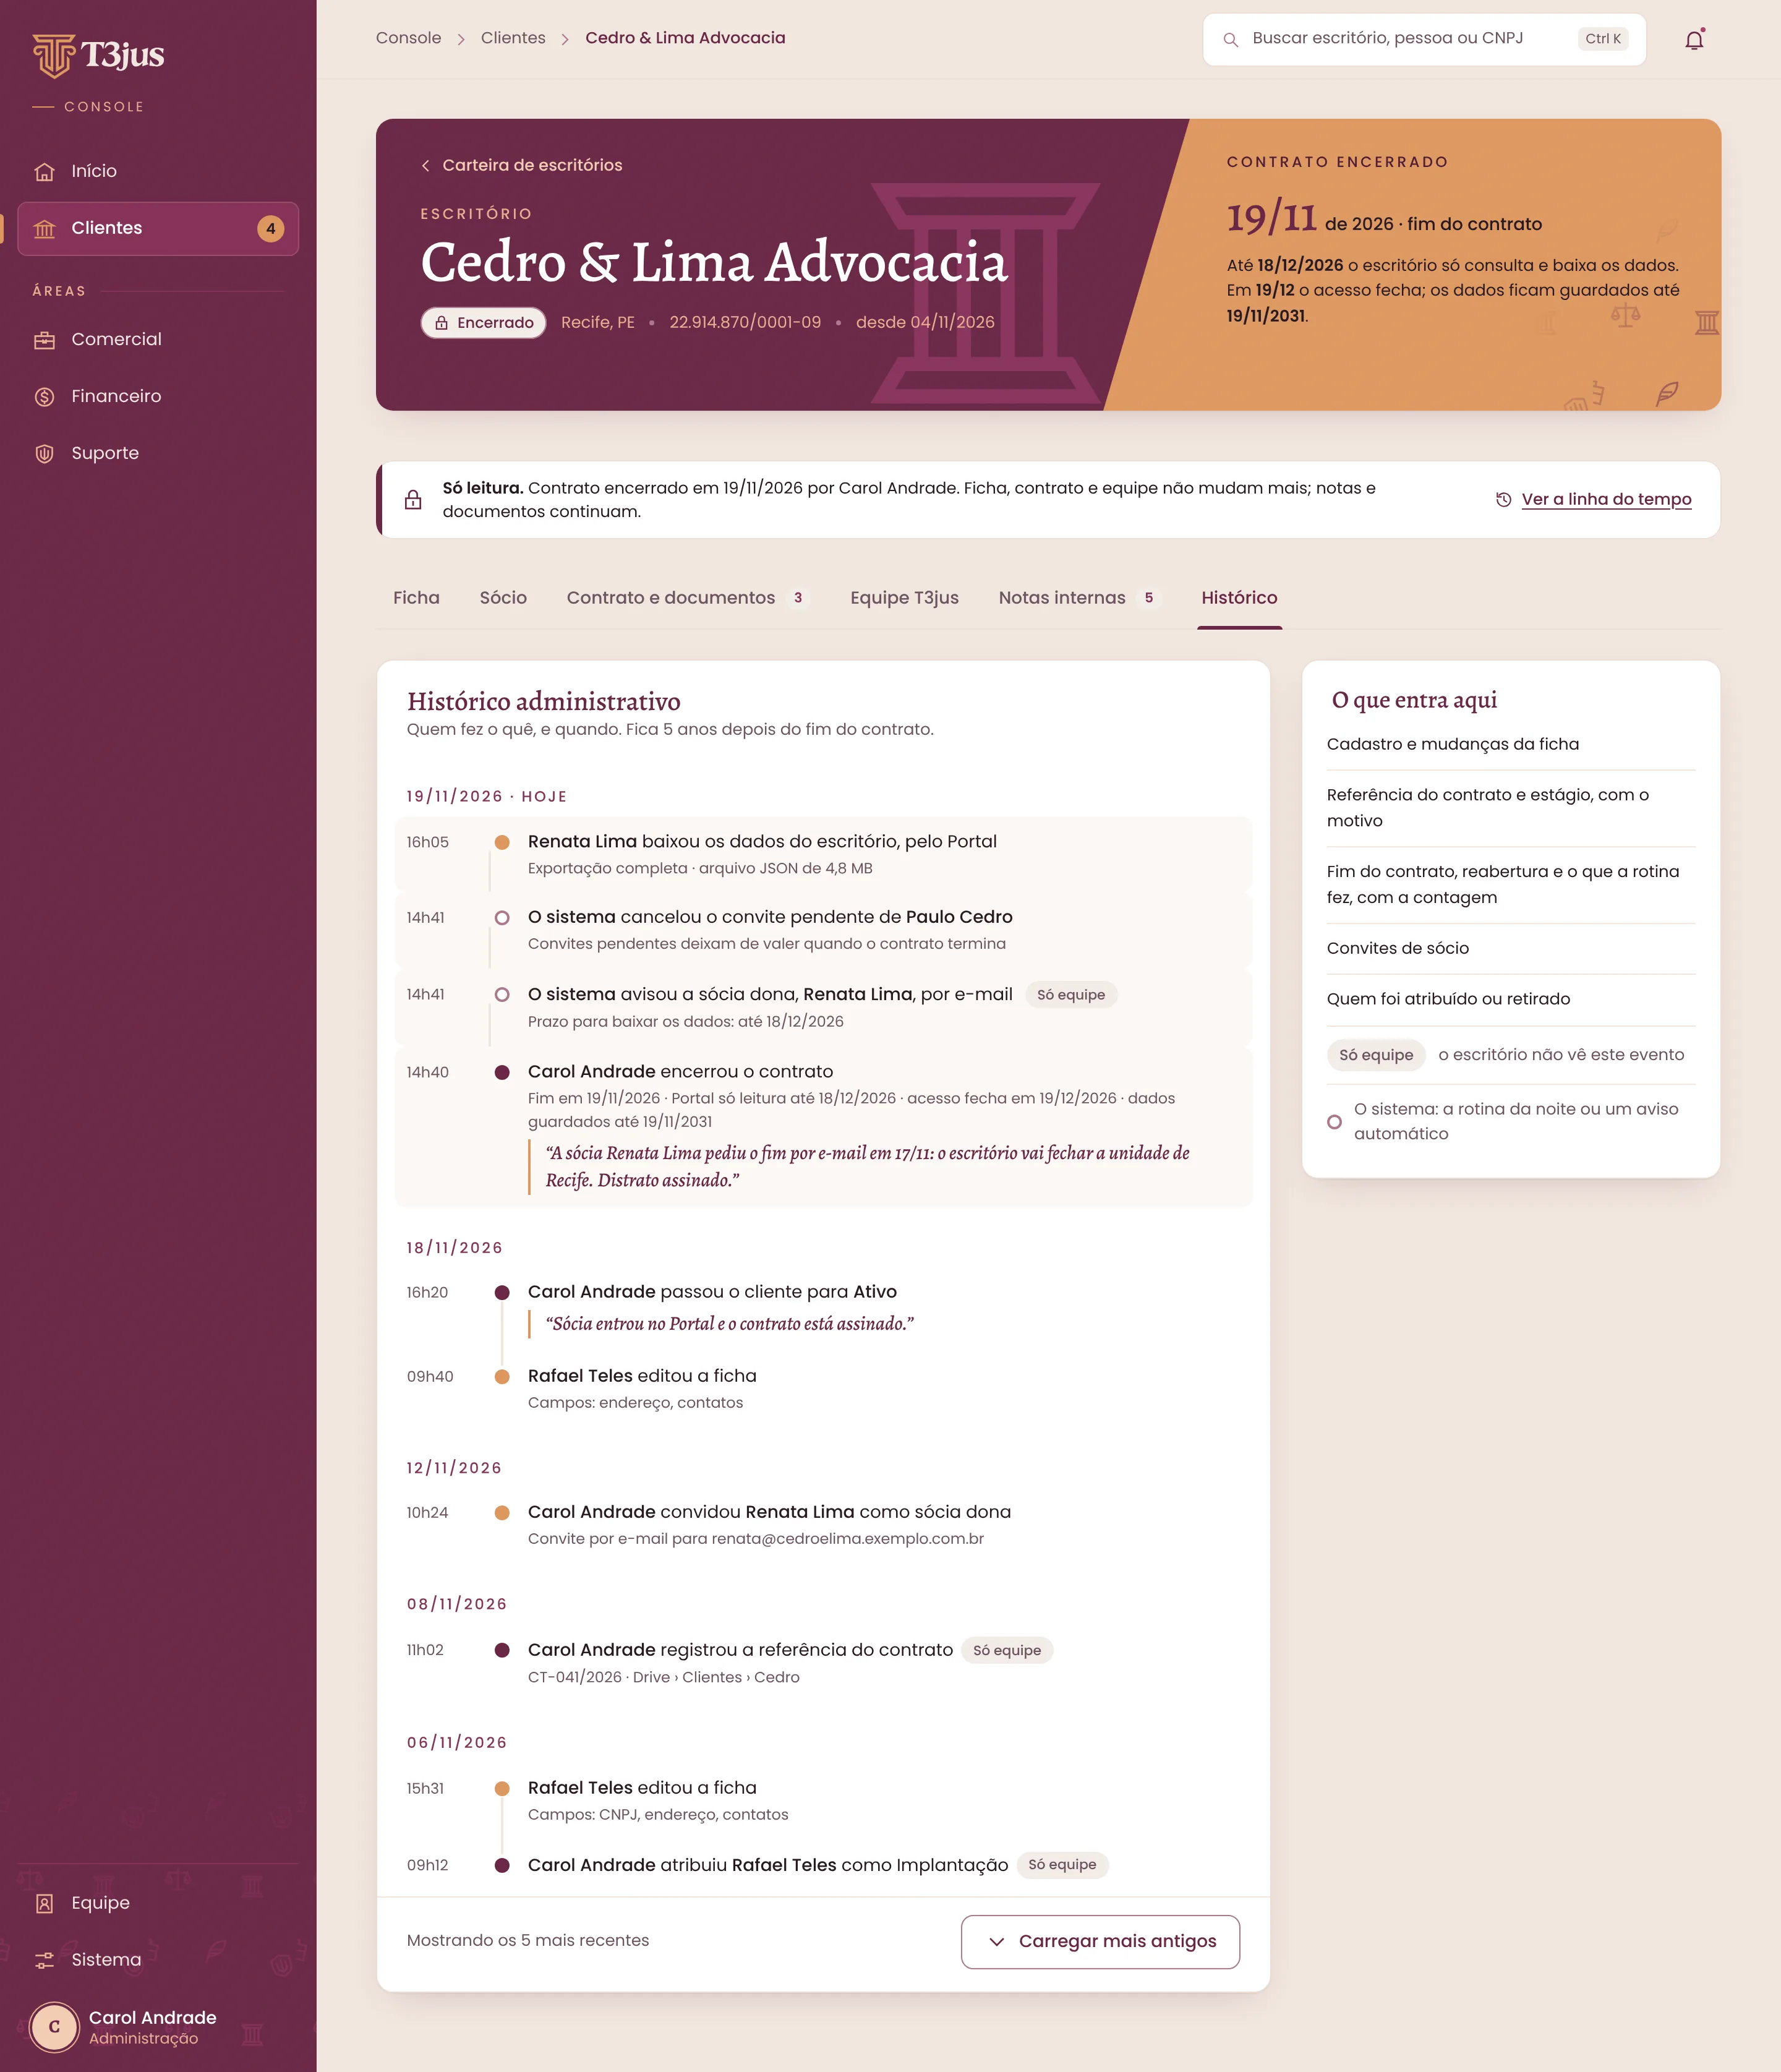 T3jus
CONSOLE
Início
Clientes 4
ÁREAS
Comercial
Financeiro
Suporte
Equipe
Sistema
C
Carol Andrade
Administração
Console > Clientes > Cedro & Lima Advocacia
Buscar escritório, pessoa ou CNPJ Ctrl K
Carteira de escritórios
ESCRITÓRIO
Cedro & Lima Advocacia
Encerrado Recife, PE • 22.914.870/0001-09 • desde 04/11/2026
CONTRATO ENCERRADO
19/11 de 2026 · fim do contrato
Até 18/12/2026 o escritório só consulta e baixa os dados.
Em 19/12 o acesso fecha; os dados ficam guardados até
19/11/2031.
Só leitura. Contrato encerrado em 19/11/2026 por Carol Andrade. Ficha, contrato e equipe não mudam mais; notas e
documentos continuam.
Ver a linha do tempo
Ficha Sócio Contrato e documentos 3 Equipe T3jus Notas internas 5 Histórico
Histórico administrativo
Quem fez o quê, e quando. Fica 5 anos depois do fim do contrato.
19/11/2026 · HOJE
16h05 Renata Lima baixou os dados do escritório, pelo Portal
Exportação completa · arquivo JSON de 4,8 MB
14h41 O sistema cancelou o convite pendente de Paulo Cedro
Convites pendentes deixam de valer quando o contrato termina
14h41 O sistema avisou a sócia dona, Renata Lima, por e-mail Só equipe
Prazo para baixar os dados: até 18/12/2026
14h40 Carol Andrade encerrou o contrato
Fim em 19/11/2026 · Portal só leitura até 18/12/2026 · acesso fecha em 19/12/2026 · dados
guardados até 19/11/2031
“A sócia Renata Lima pediu o fim por e-mail em 17/11: o escritório vai fechar a unidade de
Recife. Distrato assinado.”
18/11/2026
16h20 Carol Andrade passou o cliente para Ativo
“Sócia entrou no Portal e o contrato está assinado.”
09h40 Rafael Teles editou a ficha
Campos: endereço, contatos
12/11/2026
10h24 Carol Andrade convidou Renata Lima como sócia dona
Convite por e-mail para renata@cedroelima.exemplo.com.br
08/11/2026
11h02 Carol Andrade registrou a referência do contrato Só equipe
CT-041/2026 · Drive › Clientes › Cedro
06/11/2026
15h31 Rafael Teles editou a ficha
Campos: CNPJ, endereço, contatos
09h12 Carol Andrade atribuiu Rafael Teles como Implantação Só equipe
Mostrando os 5 mais recentes
Carregar mais antigos
O que entra aqui
Cadastro e mudanças da ficha
Referência do contrato e estágio, com o
motivo
Fim do contrato, reabertura e o que a rotina
fez, com a contagem
Convites de sócio
Quem foi atribuído ou retirado
Só equipe o escritório não vê este evento
O sistema: a rotina da noite ou um aviso
automático